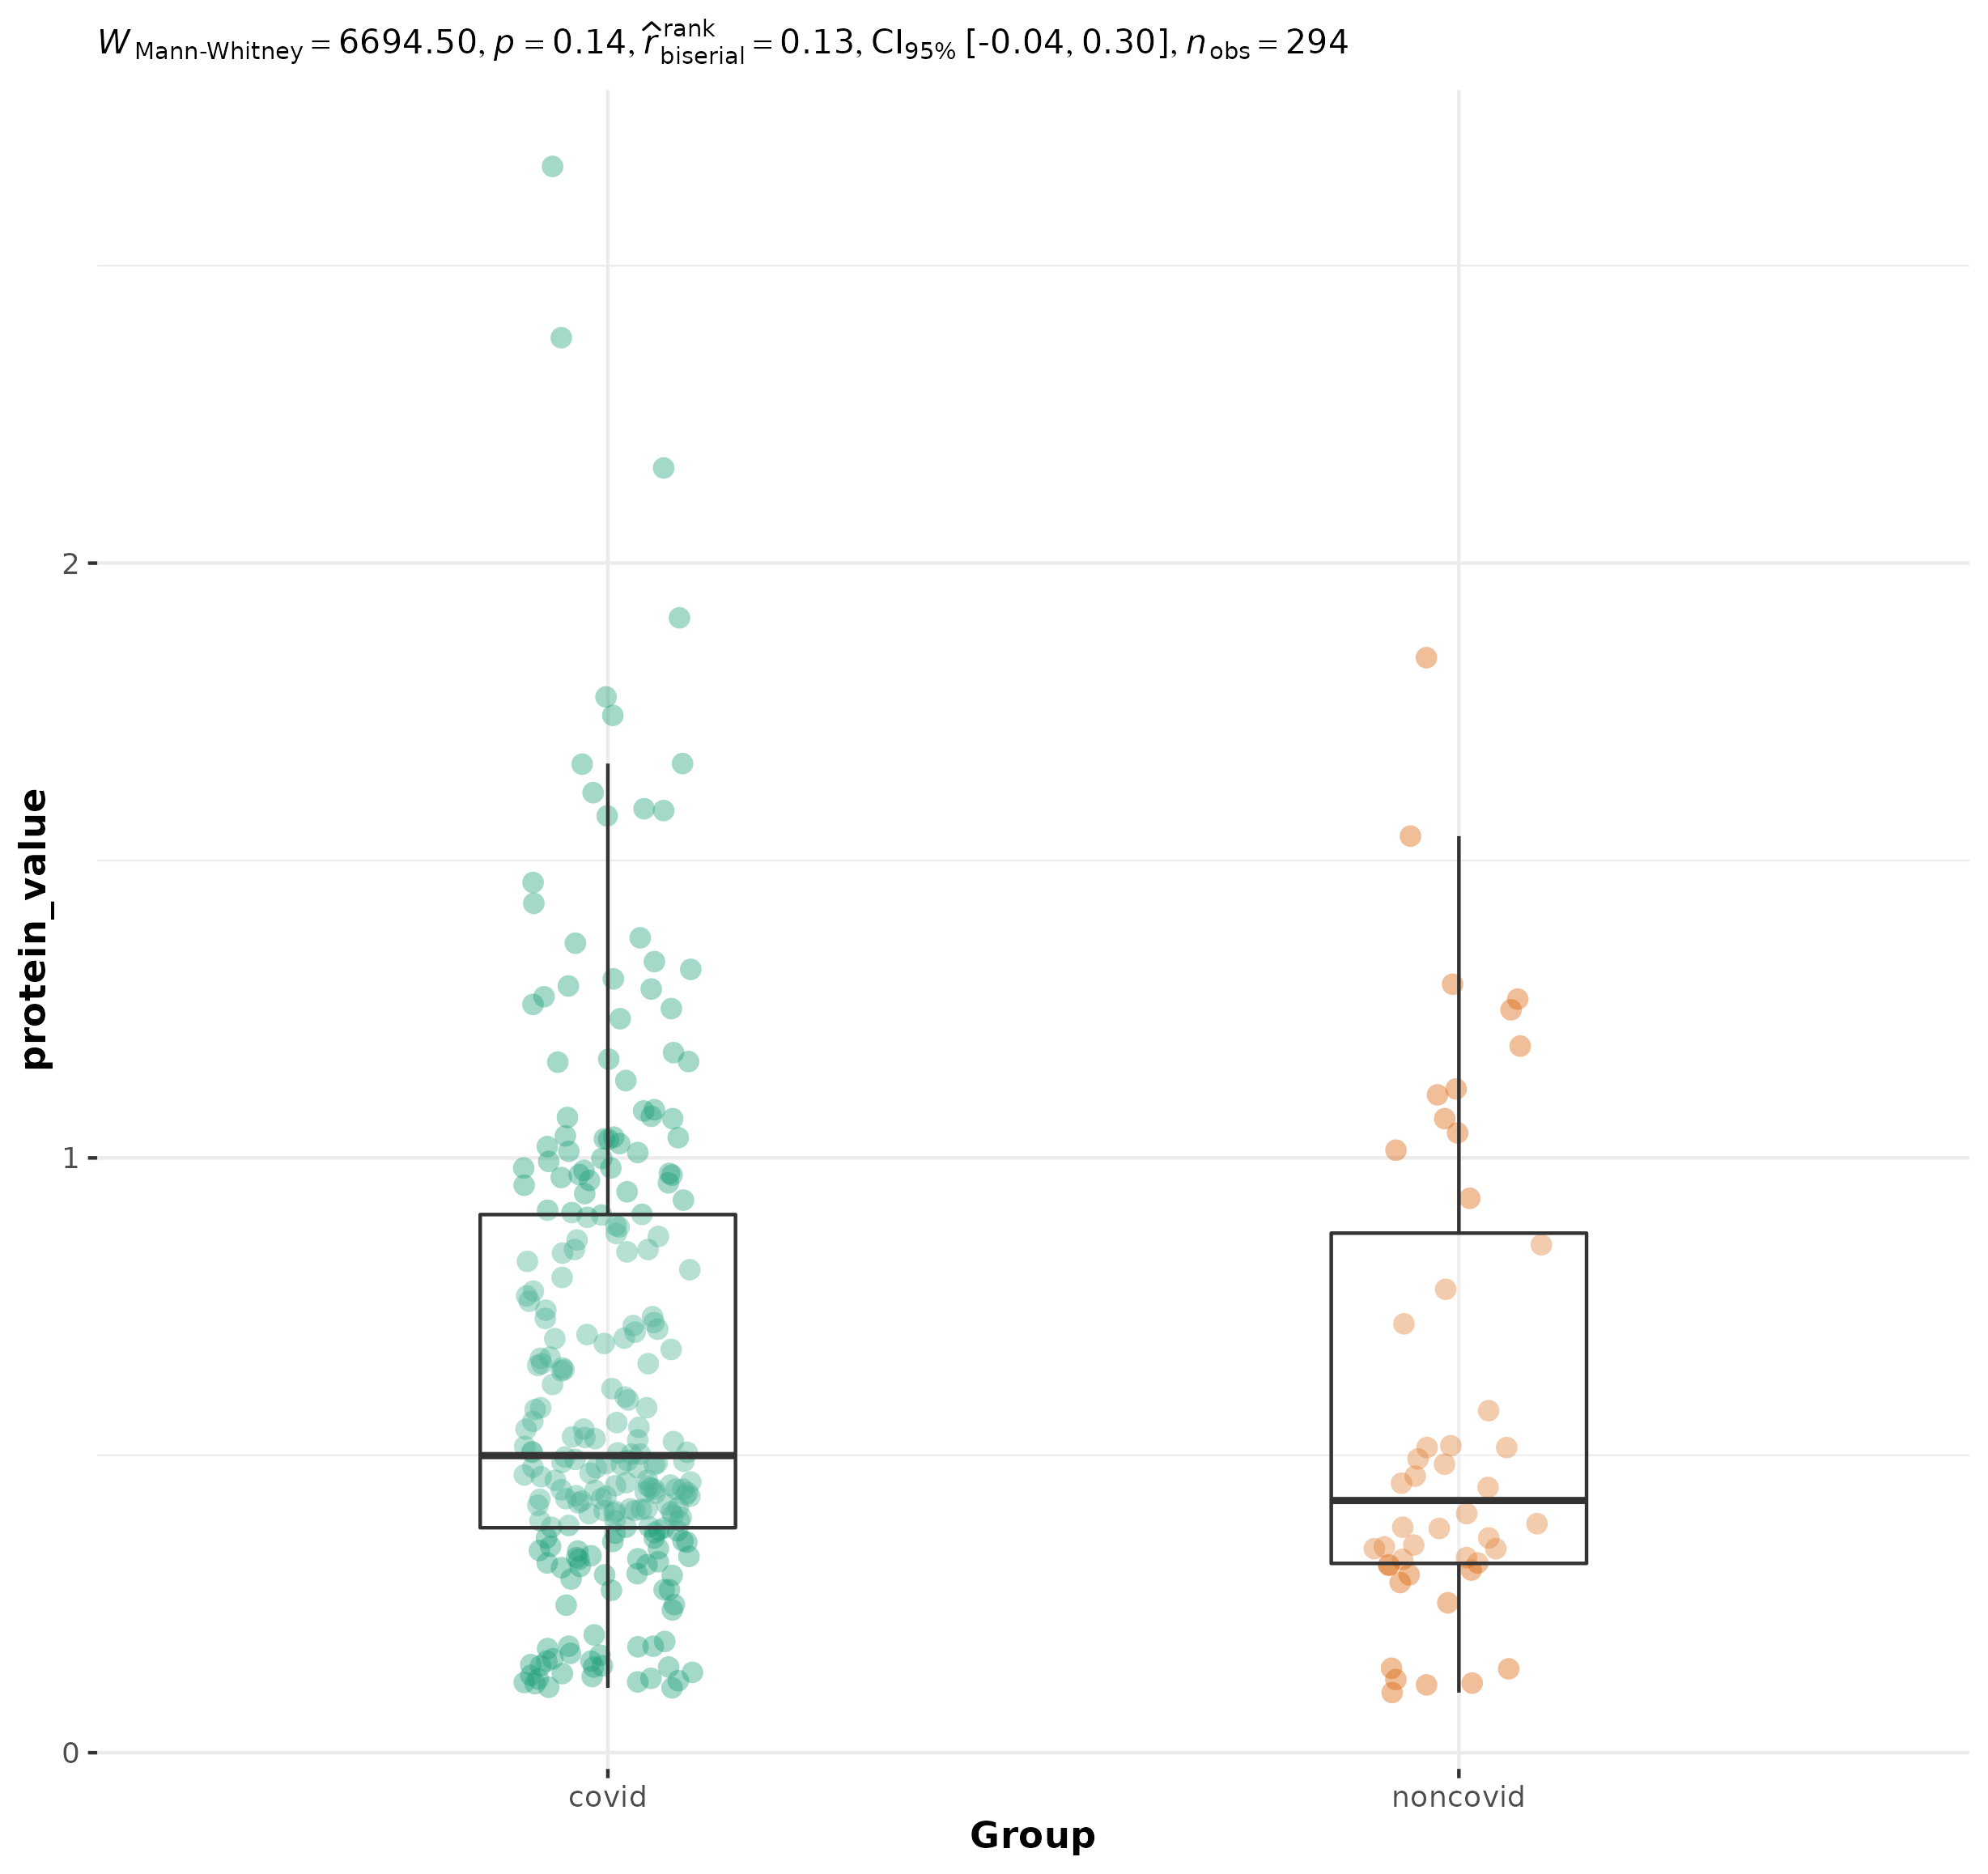 W Mann-Whitney = 6694.50, p = 0.14, r̂ rank biserial = 0.13, CI95% [-0.04, 0.30], nobs = 294
protein_value
2
1
0
covid noncovid
Group